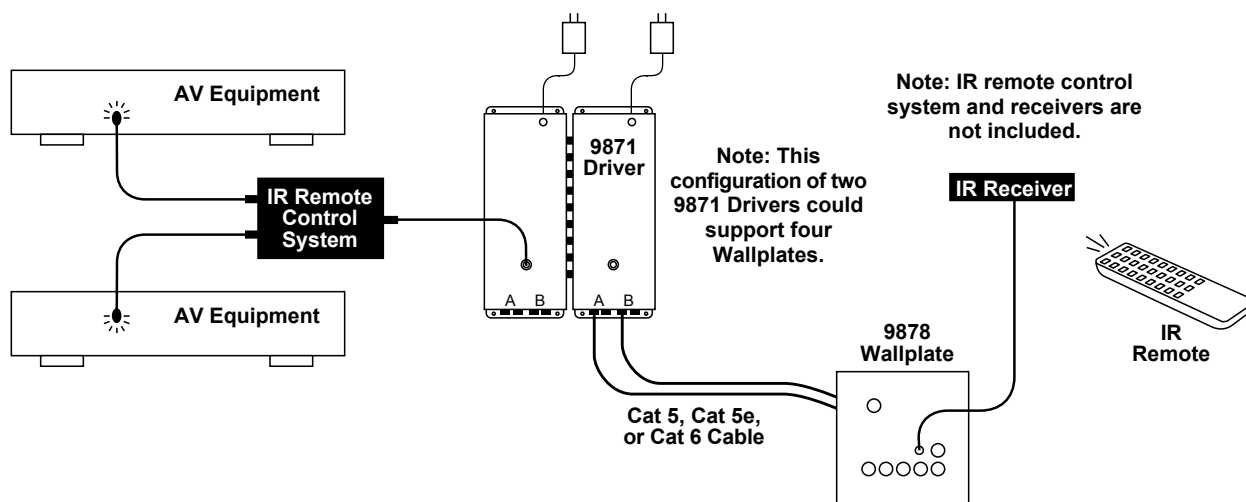 AV Equipment
IR Remote
Control
System
AV Equipment
A B
9871
Driver
A B
Note: This
configuration of two
9871 Drivers could
support four
Wallplates.
Cat 5, Cat 5e,
or Cat 6 Cable
Note: IR remote control
system and receivers are
not included.
IR Receiver
IR
Remote
9878
Wallplate